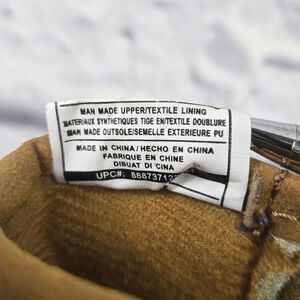 MAN MADE UPPER/TEXTILE LINING
MATERIAUX SYNTHETIQUES TIGE EN/TEXTILE DOUBLURE
MAN MADE OUTSOLE/SEMELLE EXTERIEURE PU
MADE IN CHINA/HECHO EN CHINA
FABRIQUE EN CHINE
DIBUAT DI CINA
UPC#: